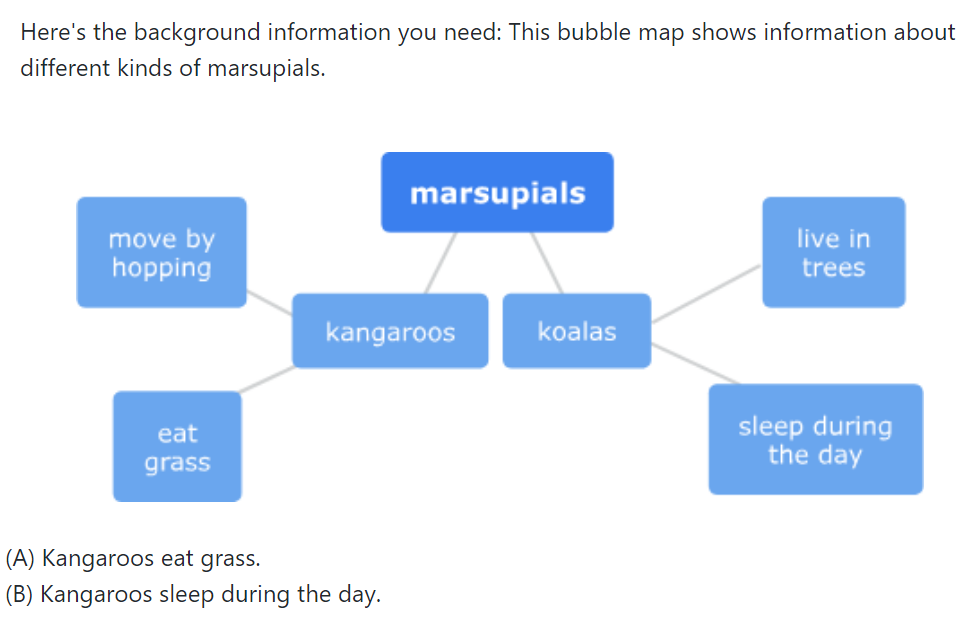 Here's the background information you need: This bubble map shows information about
different kinds of marsupials.
marsupials
move by
hopping
live in
trees
kangaroos
koalas
eat
grass
sleep during
the day
(A) Kangaroos eat grass.
(B) Kangaroos sleep during the day.